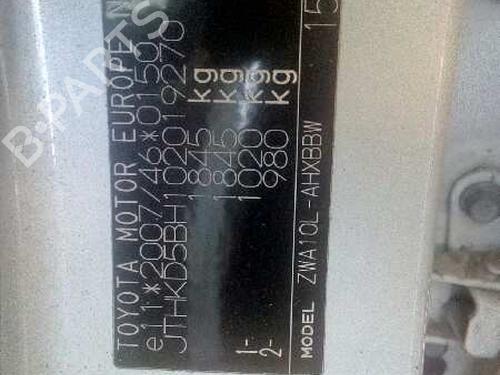 TOYOTA MOTOR EUROPE N
e11*2007/46*0150
JTHKD5BH102019270
1845 kg
1845 kg
1- 1020 kg
2- 980 kg
MODEL ZWA10L-AHXBBW
15
B-PARTS